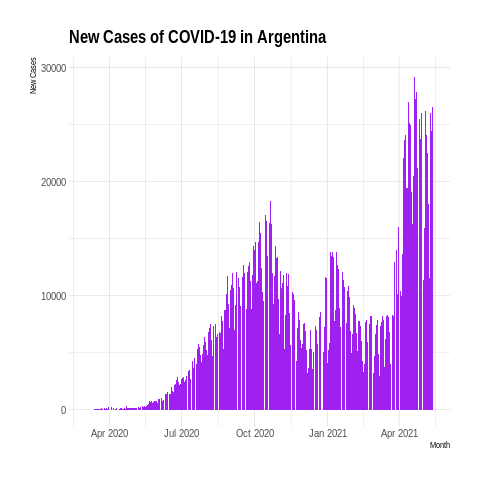 New Cases of COVID-19 in Argentina
New Cases
30000
20000
10000
0
Apr 2020 Jul 2020 Oct 2020 Jan 2021 Apr 2021
Month